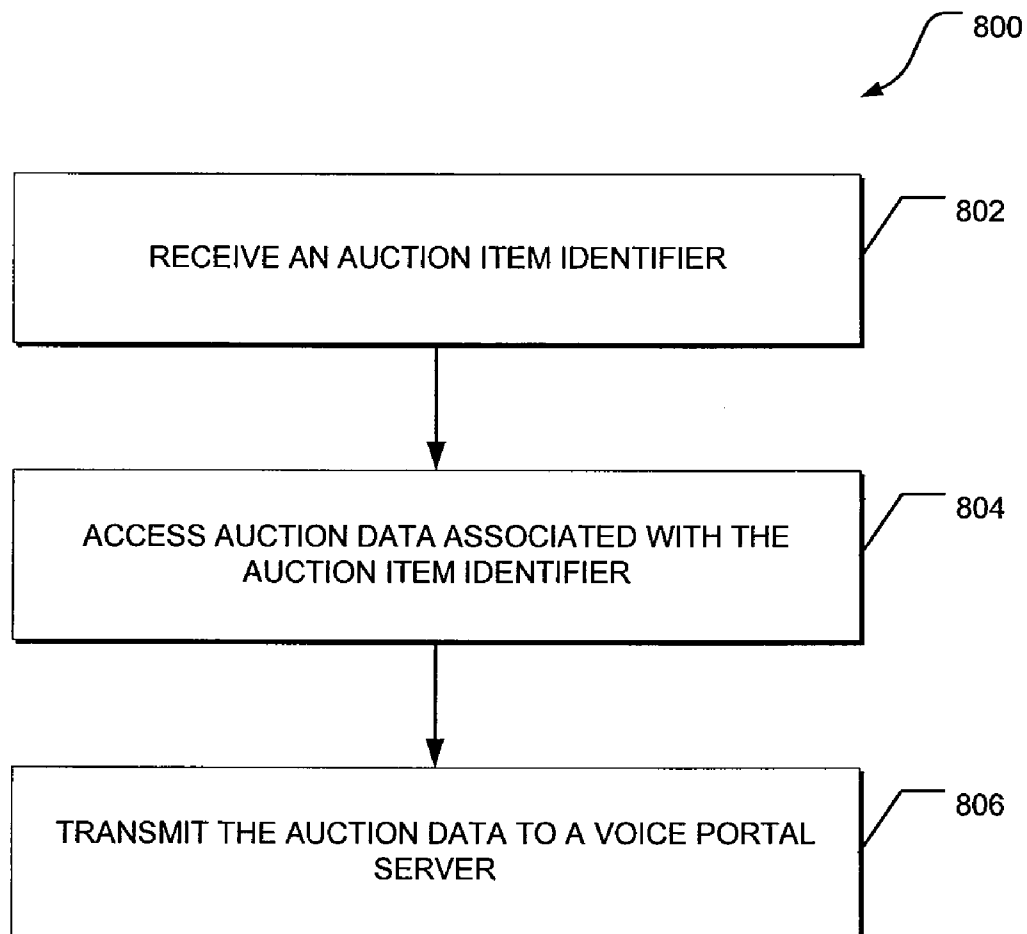 800
802
RECEIVE AN AUCTION ITEM IDENTIFIER
804
ACCESS AUCTION DATA ASSOCIATED WITH THE
AUCTION ITEM IDENTIFIER
806
TRANSMIT THE AUCTION DATA TO A VOICE PORTAL
SERVER